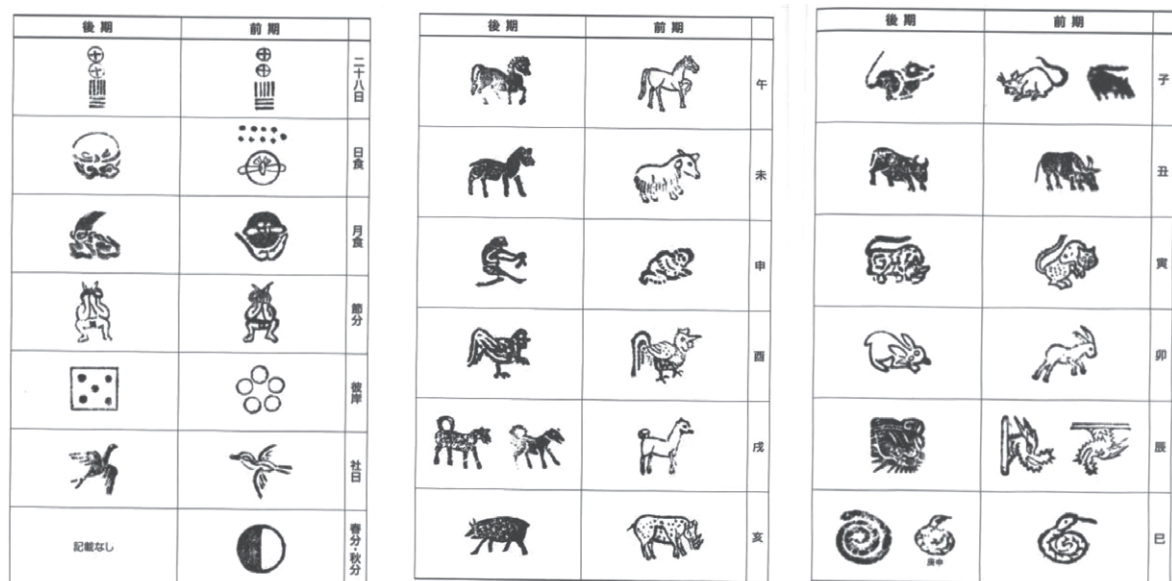 後期 前期
子
丑
寅
卯
辰
庚申
巳
後期 前期
午
未
申
酉
戌
亥
後期 前期
二十八日
日食
月食
節分
彼岸
社日
記載なし
春分・秋分